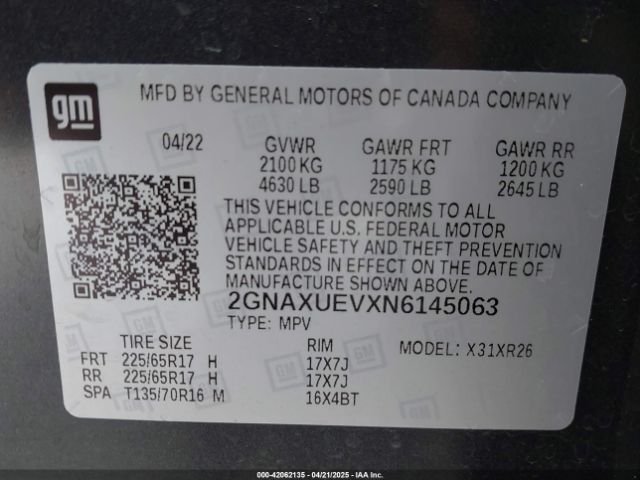 gm
MFD BY GENERAL MOTORS OF CANADA COMPANY
04/22 GVWR GAWR FRT GAWR RR
2100 KG 1175 KG 1200 KG
4630 LB 2590 LB 2645 LB
THIS VEHICLE CONFORMS TO ALL
APPLICABLE U.S. FEDERAL MOTOR
VEHICLE SAFETY AND THEFT PREVENTION
STANDARDS IN EFFECT ON THE DATE OF
MANUFACTURE SHOWN ABOVE.
2GNAXUEVXN6145063
TYPE: MPV
TIRE SIZE RIM MODEL: X31XR26
FRT 225/65R17 H 17X7J
RR 225/65R17 H 17X7J
SPA T135/70R16 M 16X4BT
000-42062135 - 04/21/2025 - IAAI.COM